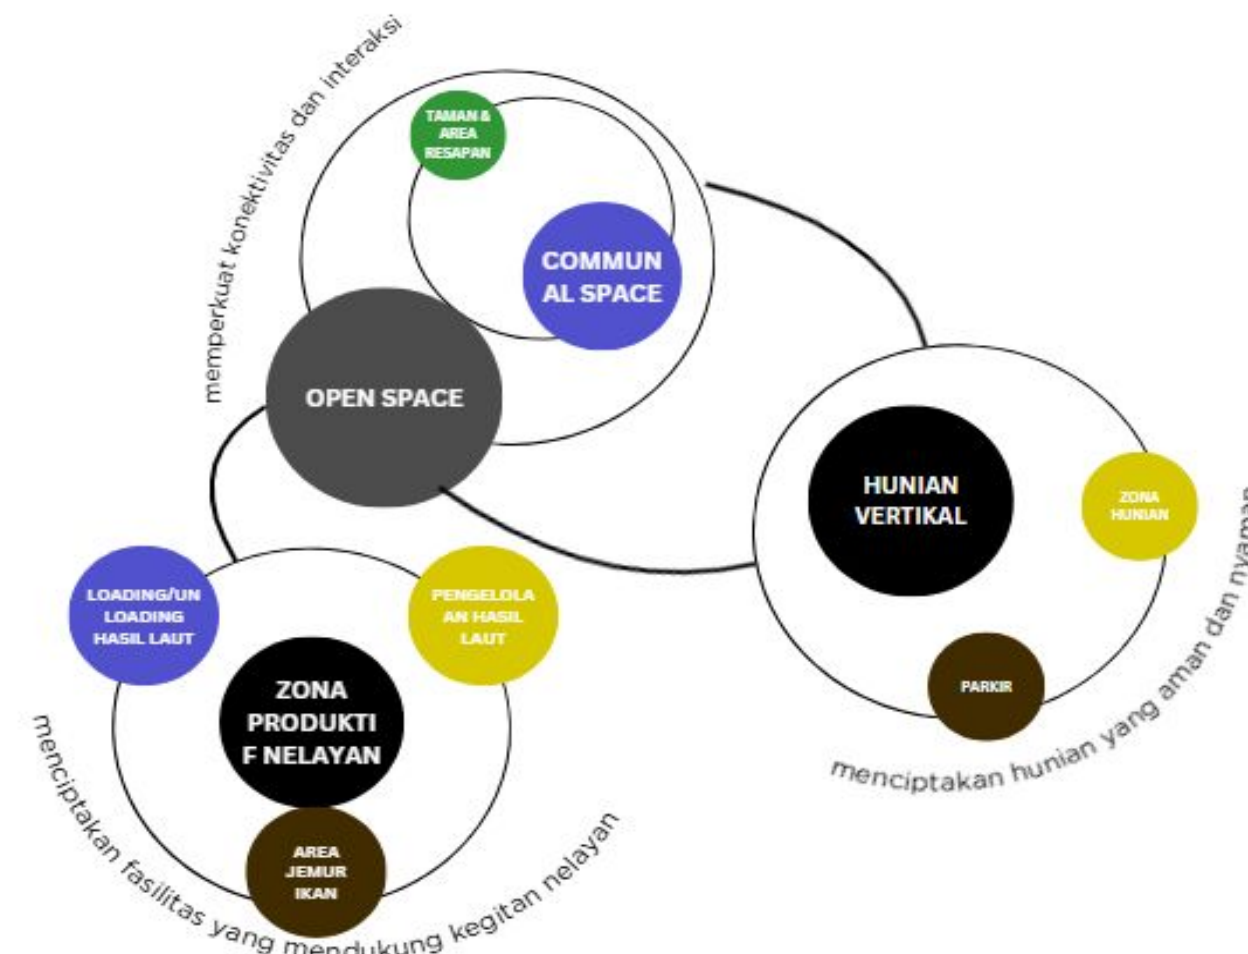 memperkuat konektivitas dan interaksi
TAMAN &
AREA
RESAPAN
COMMUN
AL SPACE
OPEN SPACE
HUNIAN
VERTIKAL
ZONA
HUNIAN
PARKIR
menciptakan hunian yang aman dan nyaman
LOADING/UN
LOADING
HASIL LAUT
PENGELOLA
AN HASIL
LAUT
ZONA
PRODUKTI
F NELAYAN
AREA
JEMUR
IKAN
menciptakan fasilitas yang mendukung kegitan nelayan